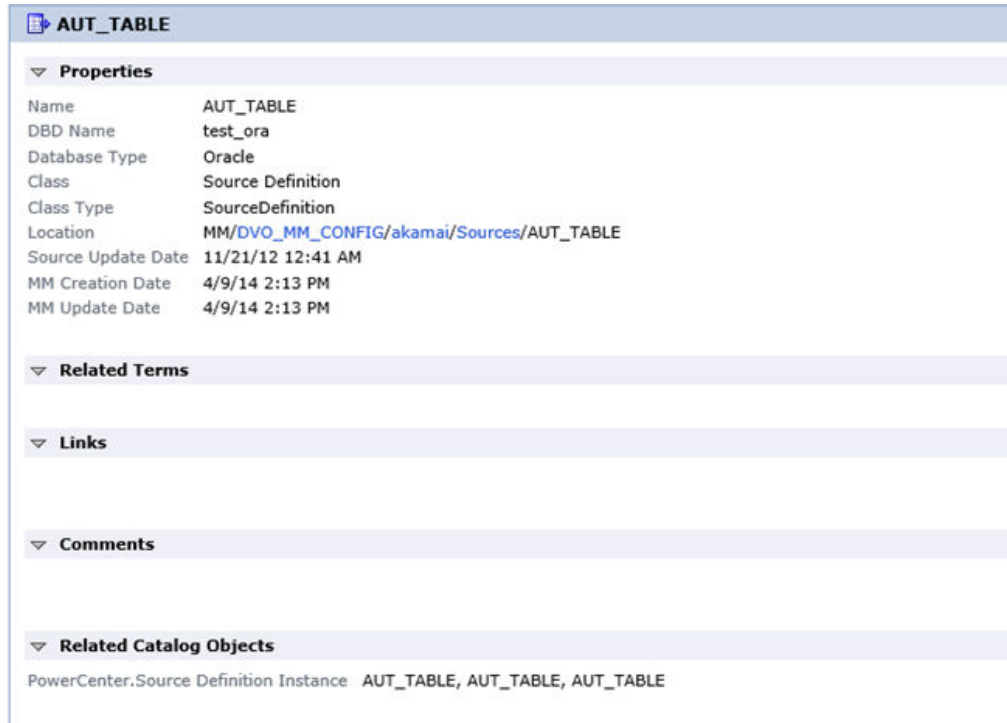 AUT_TABLE
Properties
Name AUT_TABLE
DBD Name test_ora
Database Type Oracle
Class Source Definition
Class Type SourceDefinition
Location MM/DVO_MM_CONFIG/akamai/Sources/AUT_TABLE
Source Update Date 11/21/12 12:41 AM
MM Creation Date 4/9/14 2:13 PM
MM Update Date 4/9/14 2:13 PM
Related Terms
Links
Comments
Related Catalog Objects
PowerCenter.Source Definition Instance AUT_TABLE, AUT_TABLE, AUT_TABLE